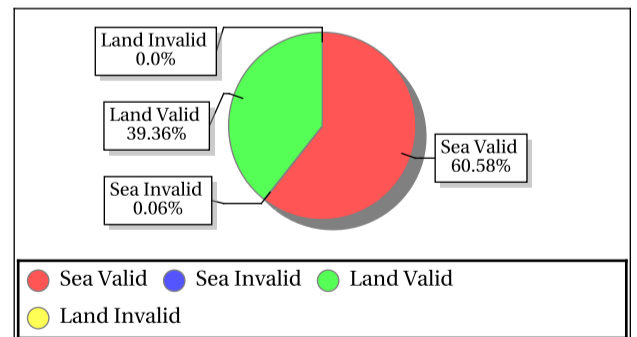 Land Invalid
0.0%
Land Valid
39.36%
Sea Valid
60.58%
Sea Invalid
0.06%
Sea Valid
Sea Invalid
Land Valid
Land Invalid